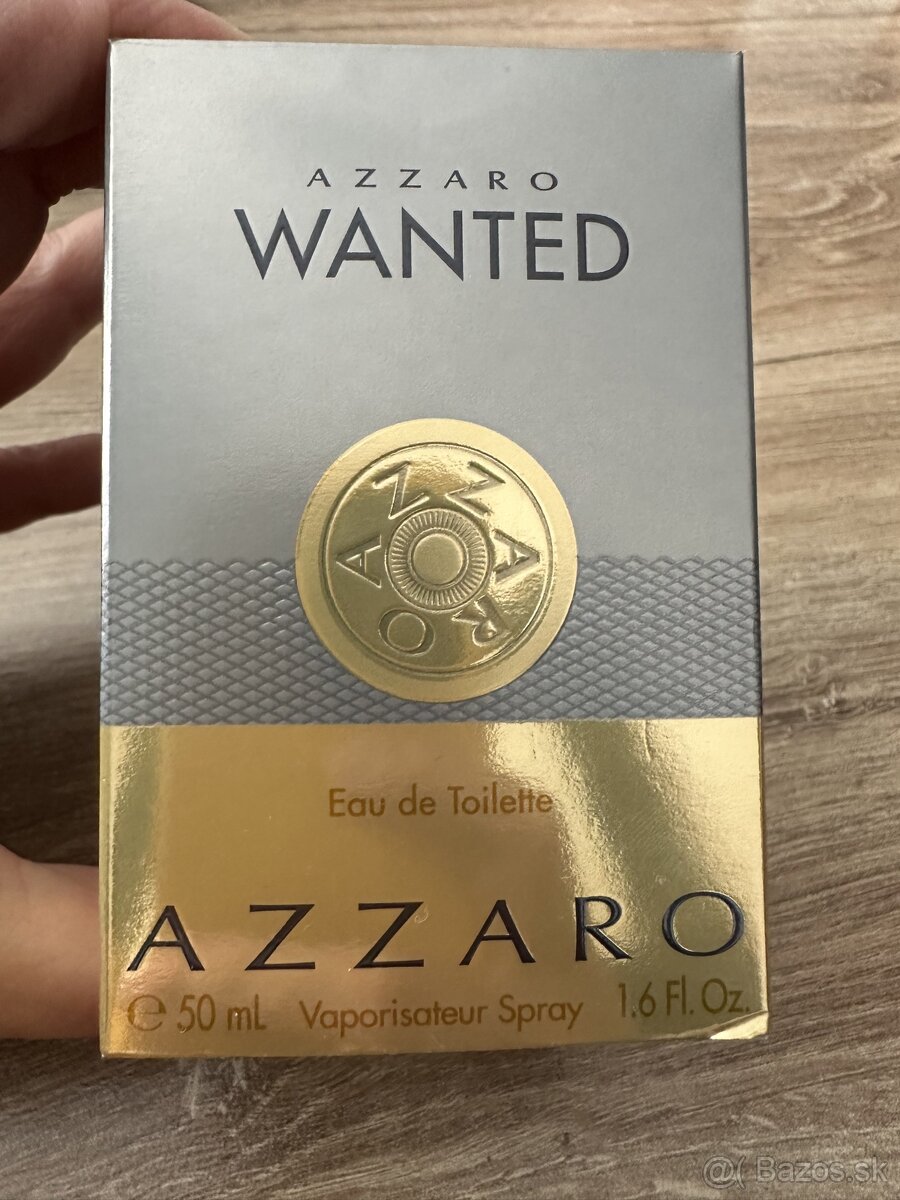 AZZARO
WANTED
AZZARO
Eau de Toilette
AZZARO
℮ 50 mL Vaporisateur Spray 1.6 Fl. Oz.
@( Bazos.sk